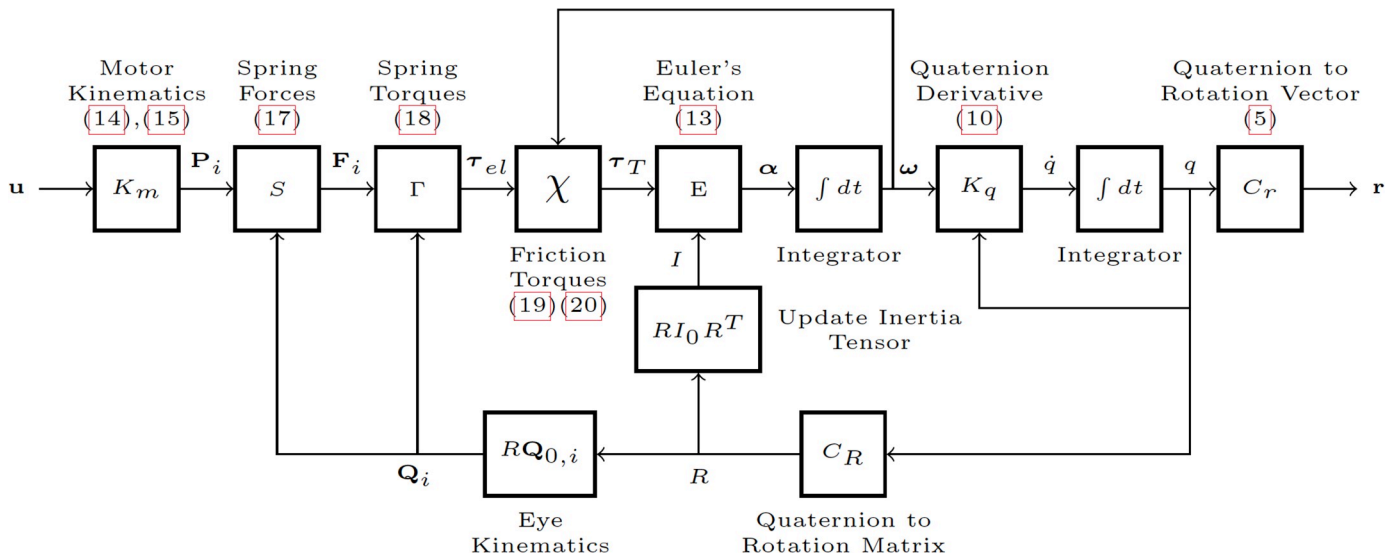 Motor
Kinematics
(14),(15)
Spring
Forces
(17)
Spring
Torques
(18)
Euler's
Equation
(13)
Quaternion
Derivative
(10)
Quaternion to
Rotation Vector
(5)
u
K_m
P_i
S
F_i
Γ
τ_el
χ
τ_T
E
α
∫ dt
ω
K_q
q̇
∫ dt
q
C_r
r
Friction
Torques
(19)(20)
I
Integrator
Integrator
RI_0R^T
Update Inertia
Tensor
Q_i
RQ_{0,i}
R
C_R
Eye
Kinematics
Quaternion to
Rotation Matrix